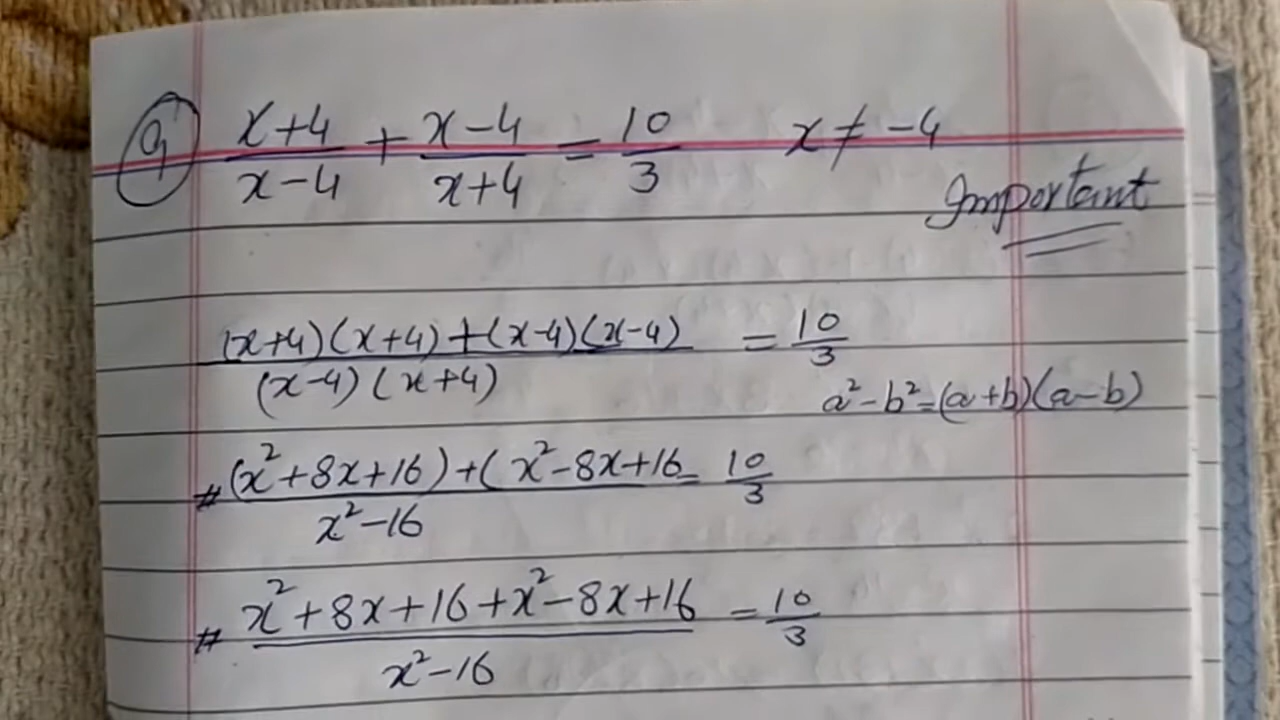 9 (x+4)/(x-4) + (x-4)/(x+4) = 10/3 x ≠ -4
Important
((x+4)(x+4)+(x-4)(x-4))/((x-4)(x+4)) = 10/3
a²-b²=(a+b)(a-b)
# ((x²+8x+16)+(x²-8x+16)/(x²-16) = 10/3
# (x²+8x+16+x²-8x+16)/(x²-16) = 10/3